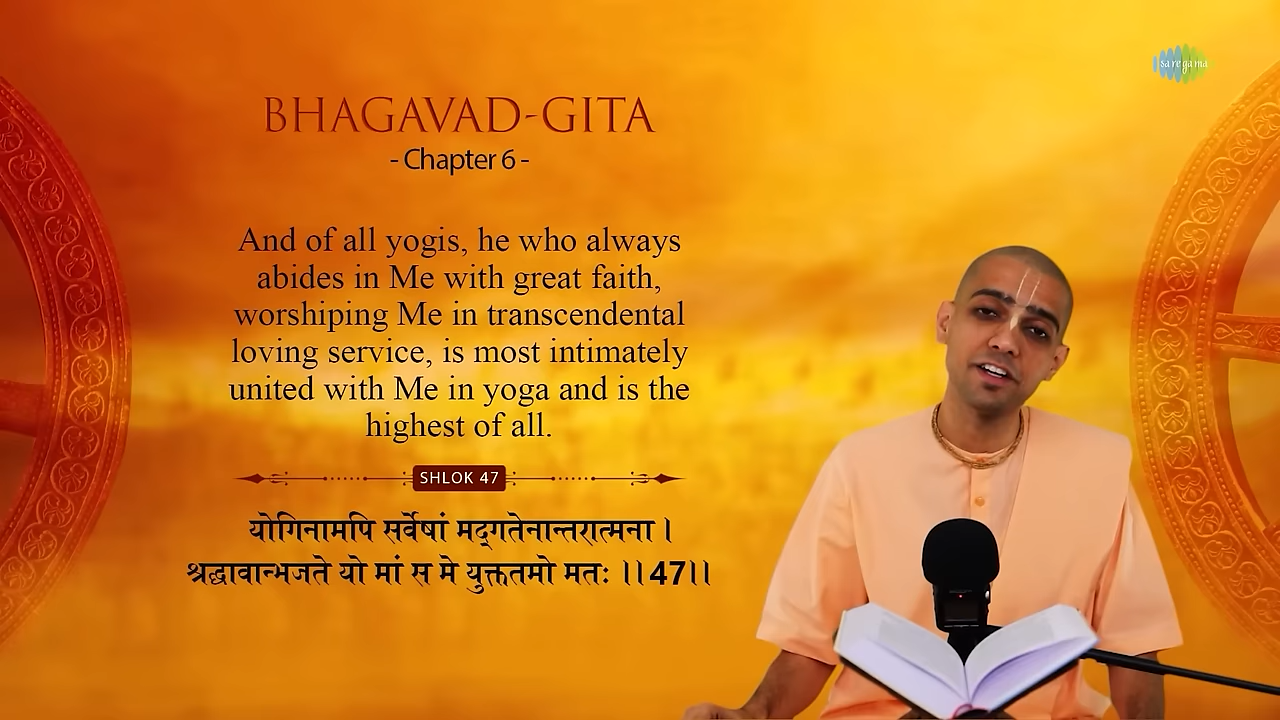 saregama
BHAGAVAD-GITA
- Chapter 6 -
And of all yogis, he who always
abides in Me with great faith,
worshiping Me in transcendental
loving service, is most intimately
united with Me in yoga and is the
highest of all.
SHLOK 47
योगिनामपि सर्वेषां मद्गतेनान्तरात्मना ।
श्रद्धावान्भजते यो मां स मे युक्ततमो मतः ।।47।।